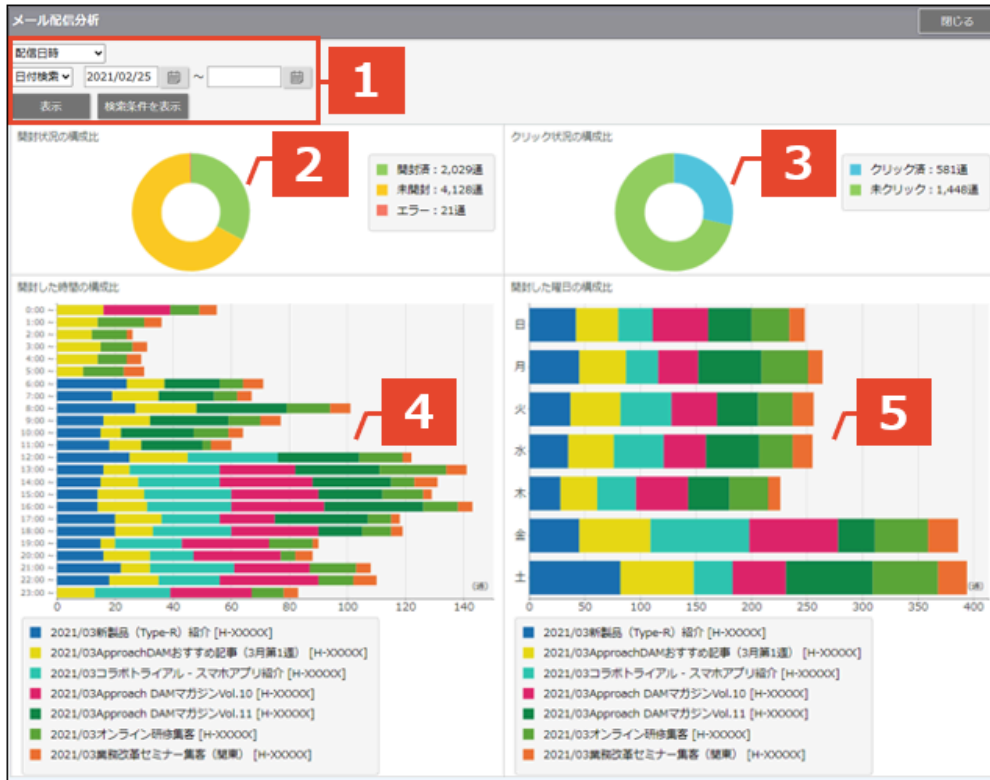 メール配信分析
閉じる
配信日時
日付検索 2021/02/25 ～
表示 検索条件を表示
1
開封状況の構成比
2
開封済：2,029通
未開封：4,128通
エラー：21通
クリック状況の構成比
3
クリック済：581通
未クリック：1,448通
開封した時間の構成比
0:00 ~
1:00 ~
2:00 ~
3:00 ~
4:00 ~
5:00 ~
6:00 ~
7:00 ~
8:00 ~
9:00 ~
10:00 ~
11:00 ~
12:00 ~
13:00 ~
14:00 ~
15:00 ~
16:00 ~
17:00 ~
18:00 ~
19:00 ~
20:00 ~
21:00 ~
22:00 ~
23:00 ~
4
(通)
0 20 40 60 80 100 120 140
2021/03新製品（Type-R）紹介 [H-XXXXX]
2021/03ApproachDAMおすすめ記事（3月第1週） [H-XXXXX]
2021/03コラボトライアル - スマホアプリ紹介 [H-XXXXX]
2021/03Approach DAMマガジンVol.10 [H-XXXXX]
2021/03Approach DAMマガジンVol.11 [H-XXXXX]
2021/03オンライン研修集客 [H-XXXXX]
2021/03業務改革セミナー集客（関東） [H-XXXXX]
開封した曜日の構成比
日
月
火
水
木
金
土
5
(通)
0 50 100 150 200 250 300 350 400
2021/03新製品（Type-R）紹介 [H-XXXXX]
2021/03ApproachDAMおすすめ記事（3月第1週） [H-XXXXX]
2021/03コラボトライアル - スマホアプリ紹介 [H-XXXXX]
2021/03Approach DAMマガジンVol.10 [H-XXXXX]
2021/03Approach DAMマガジンVol.11 [H-XXXXX]
2021/03オンライン研修集客 [H-XXXXX]
2021/03業務改革セミナー集客（関東） [H-XXXXX]